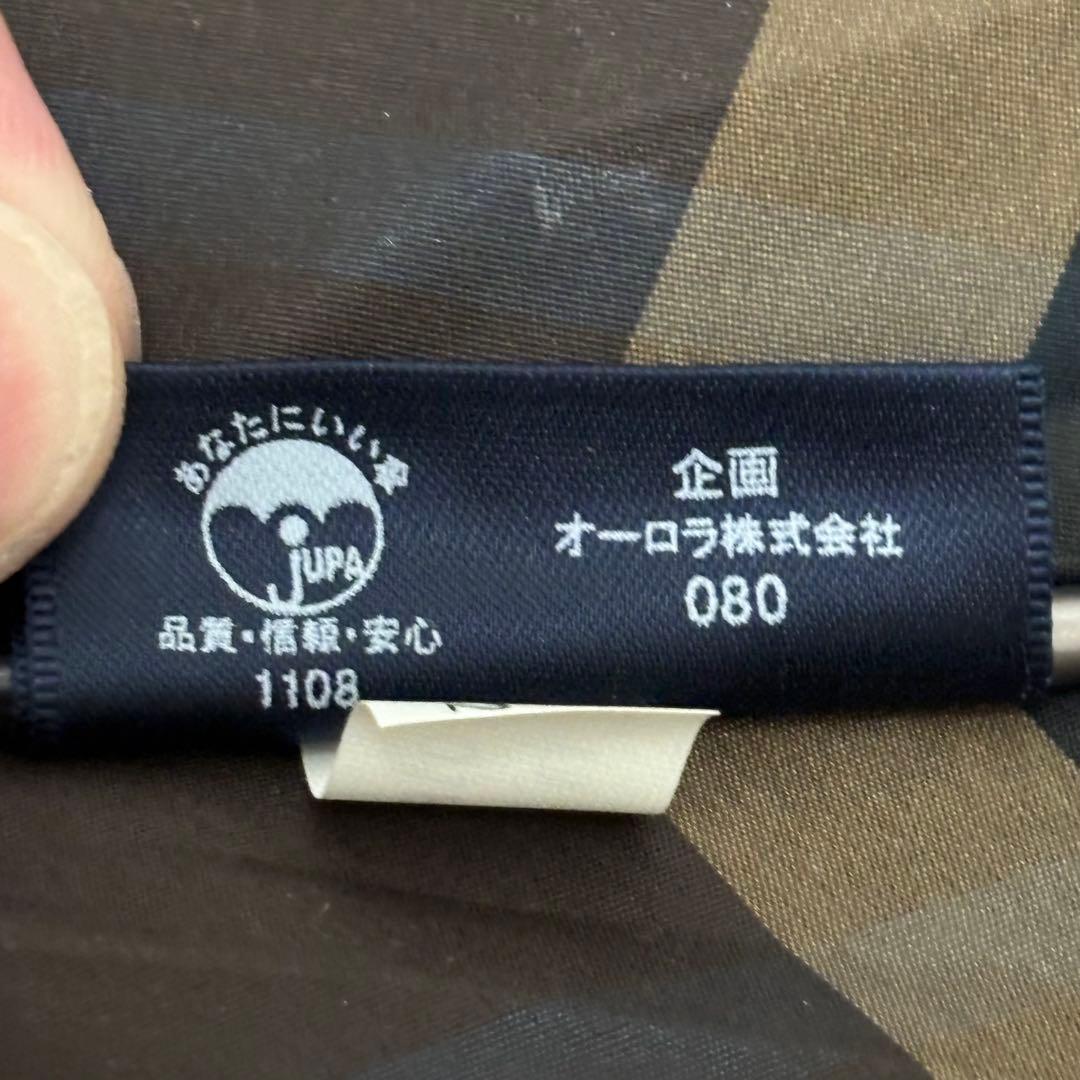 あなたにいい傘
JUPA
品質・信頼・安心
1108
企画
オーロラ株式会社
080